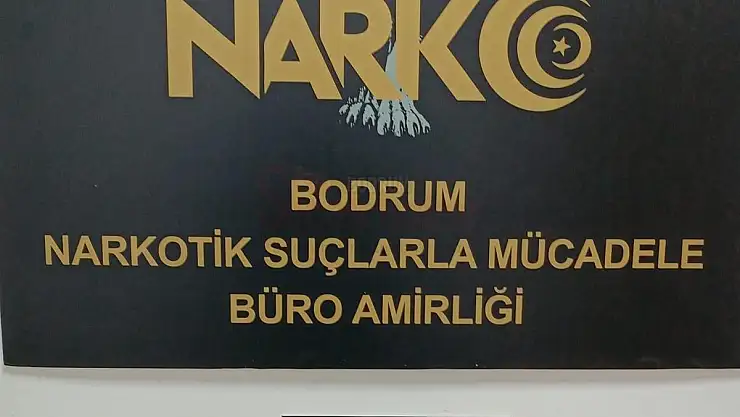 NARKO
BODRUM
NARKOTİK SUÇLARLA MÜCADELE
BÜRO AMİRLİĞİ